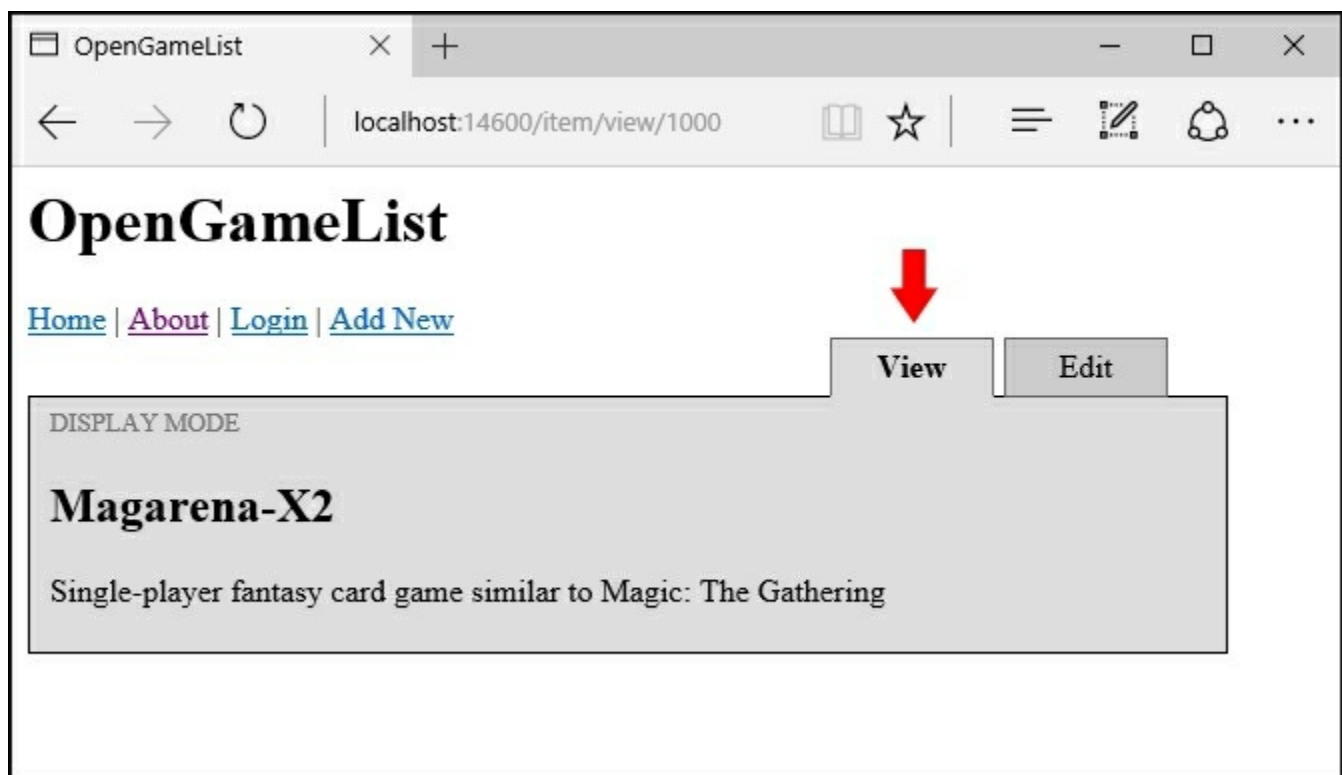 OpenGameList
localhost:14600/item/view/1000
OpenGameList
Home | About | Login | Add New
View Edit
DISPLAY MODE
Magarena-X2
Single-player fantasy card game similar to Magic: The Gathering